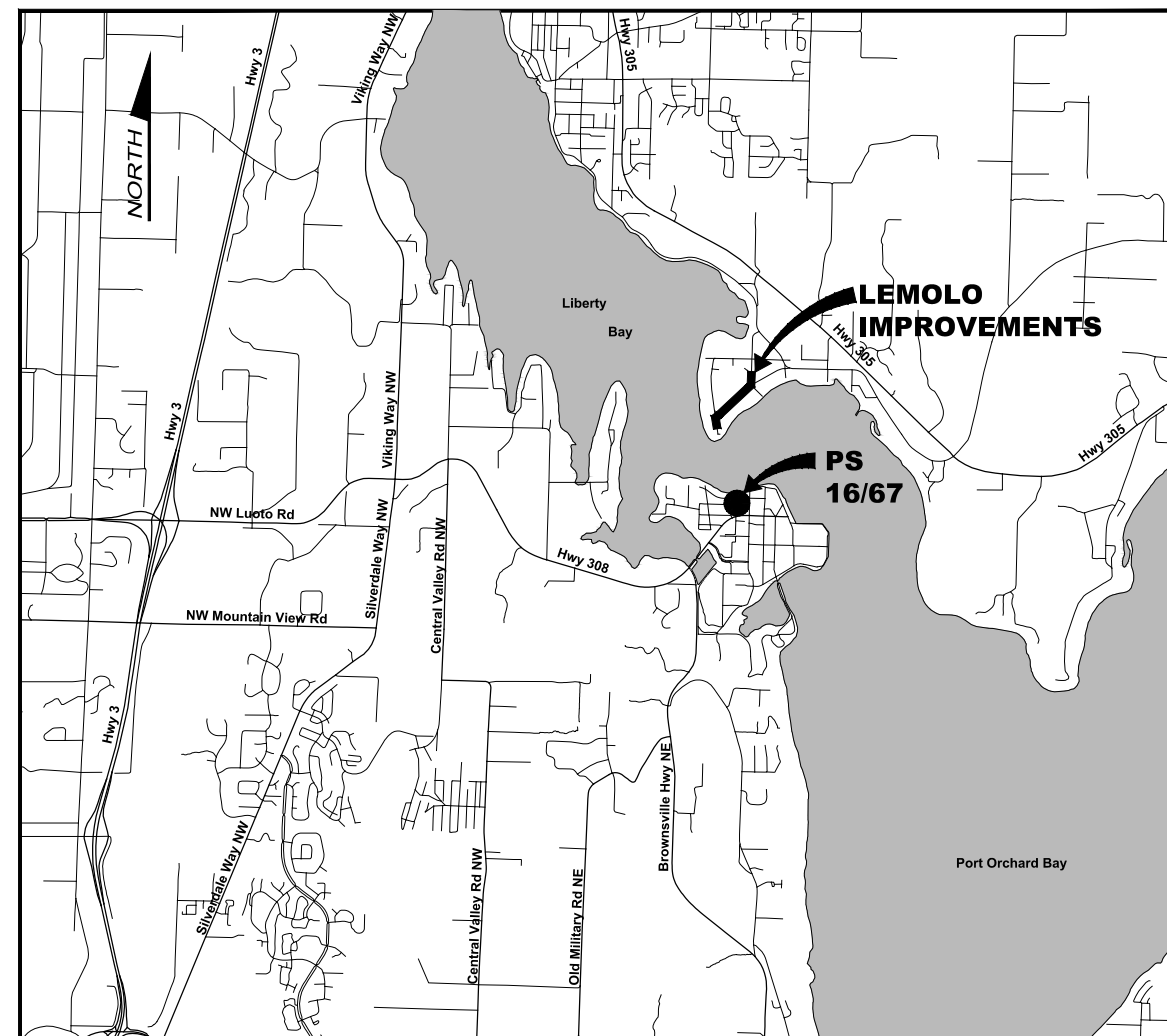 Hwy 3
Viking Way NW
Hwy 305
NORTH
Liberty
Bay
LEMOLO
IMPROVEMENTS
Hwy 305
Hwy 3
Viking Way NW
Hwy 305
PS
16/67
NW Luoto Rd
Silverdale Way NW
Central Valley Rd NW
Hwy 308
NW Mountain View Rd
Hwy 3
Brownsville Hwy NE
Silverdale Way NW
Central Valley Rd NW
Old Military Rd NE
Port Orchard Bay